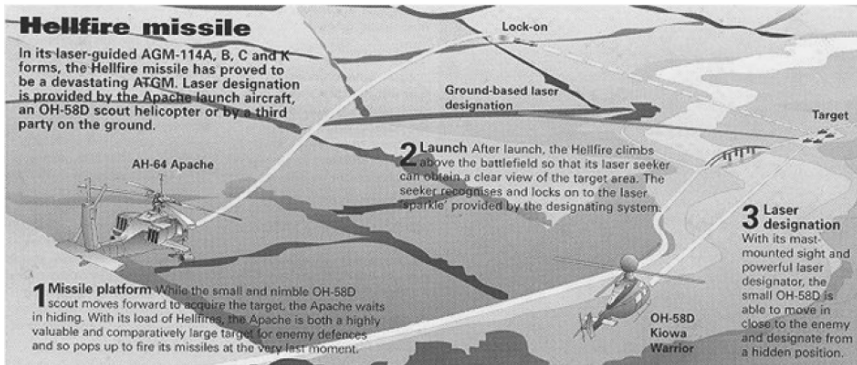 Hellfire missile
In its laser-guided AGM-114A, B, C and K
forms, the Hellfire missile has proved to
be a devastating ATGM. Laser designation
is provided by the Apache launch aircraft,
an OH-58D scout helicopter or by a third
party on the ground.
Lock-on
Ground-based laser
designation
Target
AH-64 Apache
1 Missile platform While the small and nimble OH-58D
scout moves forward to acquire the target, the Apache waits
in hiding. With its load of Hellfires, the Apache is both a highly
valuable and comparatively large target for enemy defences
and so pops up to fire its missiles at the very last moment.
2 Launch After launch, the Hellfire climbs
above the battlefield so that its laser seeker
can obtain a clear view of the target area. The
seeker recognises and locks on to the laser
'sparkle' provided by the designating system.
OH-58D
Kiowa
Warrior
3 Laser
designation
With its mast-
mounted sight and
powerful laser
designator, the
small OH-58D is
able to move in
close to the enemy
and designate from
a hidden position.